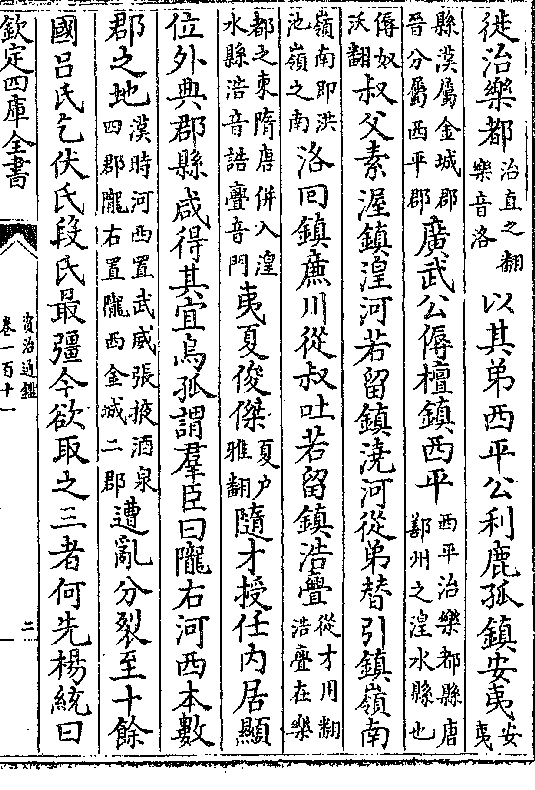 徙治樂都治直之翻樂音洛以其弟西平公利鹿孤鎮安夷安夷
縣漢屬金城郡晉分屬西平郡廣武公傉檀鎮西平西平治樂都縣唐鄯州之湟水縣也
傉奴沃翻叔父素渥鎮湟河若留鎮澆河從弟替引鎮嶺南
嶺南即洪池嶺之南洛回鎮廉川從叔吐若留鎮浩亹從才用翻浩亹在樂
都之東隋唐併入湟水縣浩音誥亹音門夷夏俊傑夏戶雅翻隨才授任内居顯
位外典郡縣咸得其宜烏孤謂羣臣曰隴右河西本數
郡之地漢時河西置武威張掖酒泉四郡隴右置隴西金城二郡遭亂分裂至十餘
國吕氏乞伏氏段氏最彊今欲取之三者何先楊統曰
欽定四庫全書
資治通鑑
卷一百十一
二